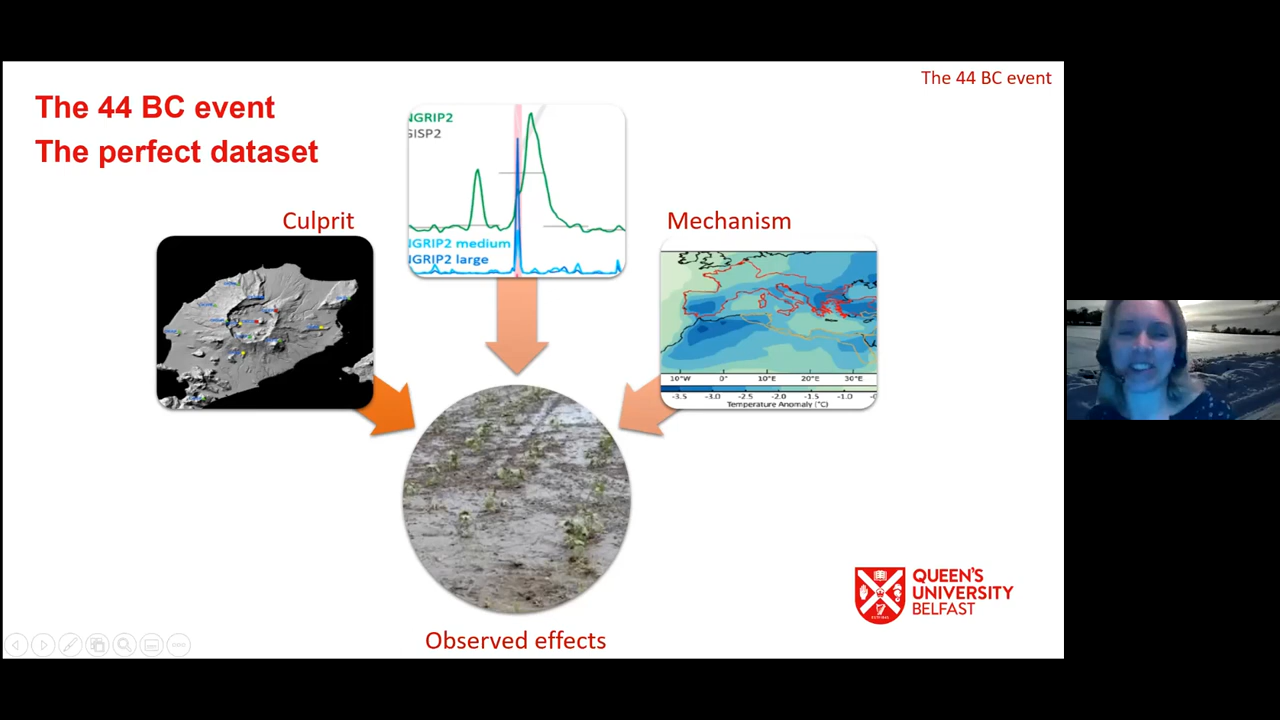 The 44 BC event
The 44 BC event
The perfect dataset
NGRIP2
GISP2
NGRIP2 medium
NGRIP2 large
Culprit
Mechanism
10°W 0° 10°E 20°E 30°E
-3.5 -3.0 -2.5 -2.0 -1.5 -1.0
Temperature Anomaly (°C)
Observed effects
QUEEN'S
UNIVERSITY
BELFAST